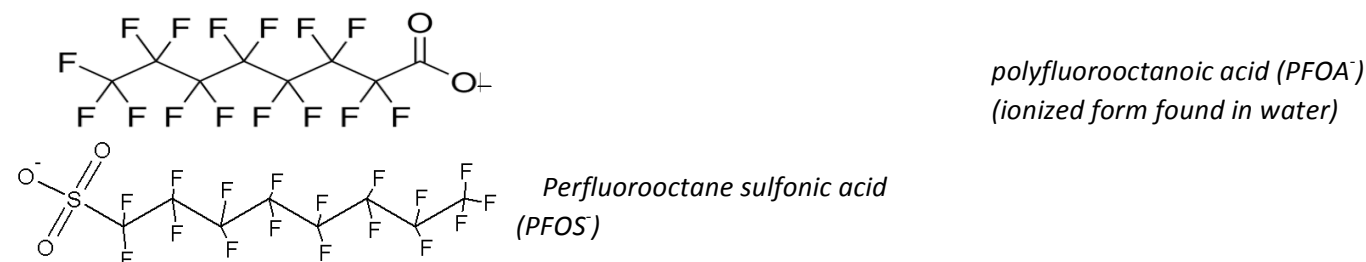 O
F F F F F F
F
O-
F F F F F F F F
polyfluorooctanoic acid (PFOA⁻)
(ionized form found in water)
O
O⁻
S
F F F F F F F F
F
O
F F F F F F F F
Perfluorooctane sulfonic acid
(PFOS⁻)